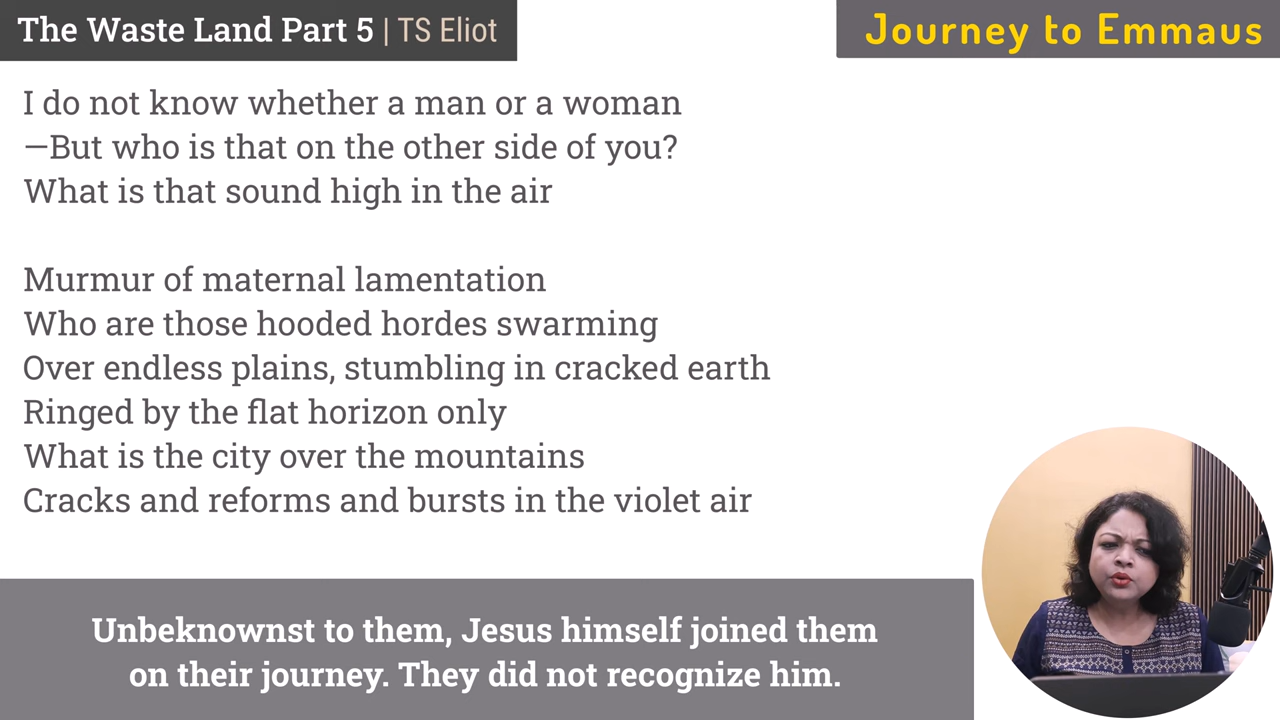 The Waste Land Part 5 | TS Eliot
Journey to Emmaus
I do not know whether a man or a woman
—But who is that on the other side of you?
What is that sound high in the air
Murmur of maternal lamentation
Who are those hooded hordes swarming
Over endless plains, stumbling in cracked earth
Ringed by the flat horizon only
What is the city over the mountains
Cracks and reforms and bursts in the violet air
Unbeknownst to them, Jesus himself joined them
on their journey. They did not recognize him.